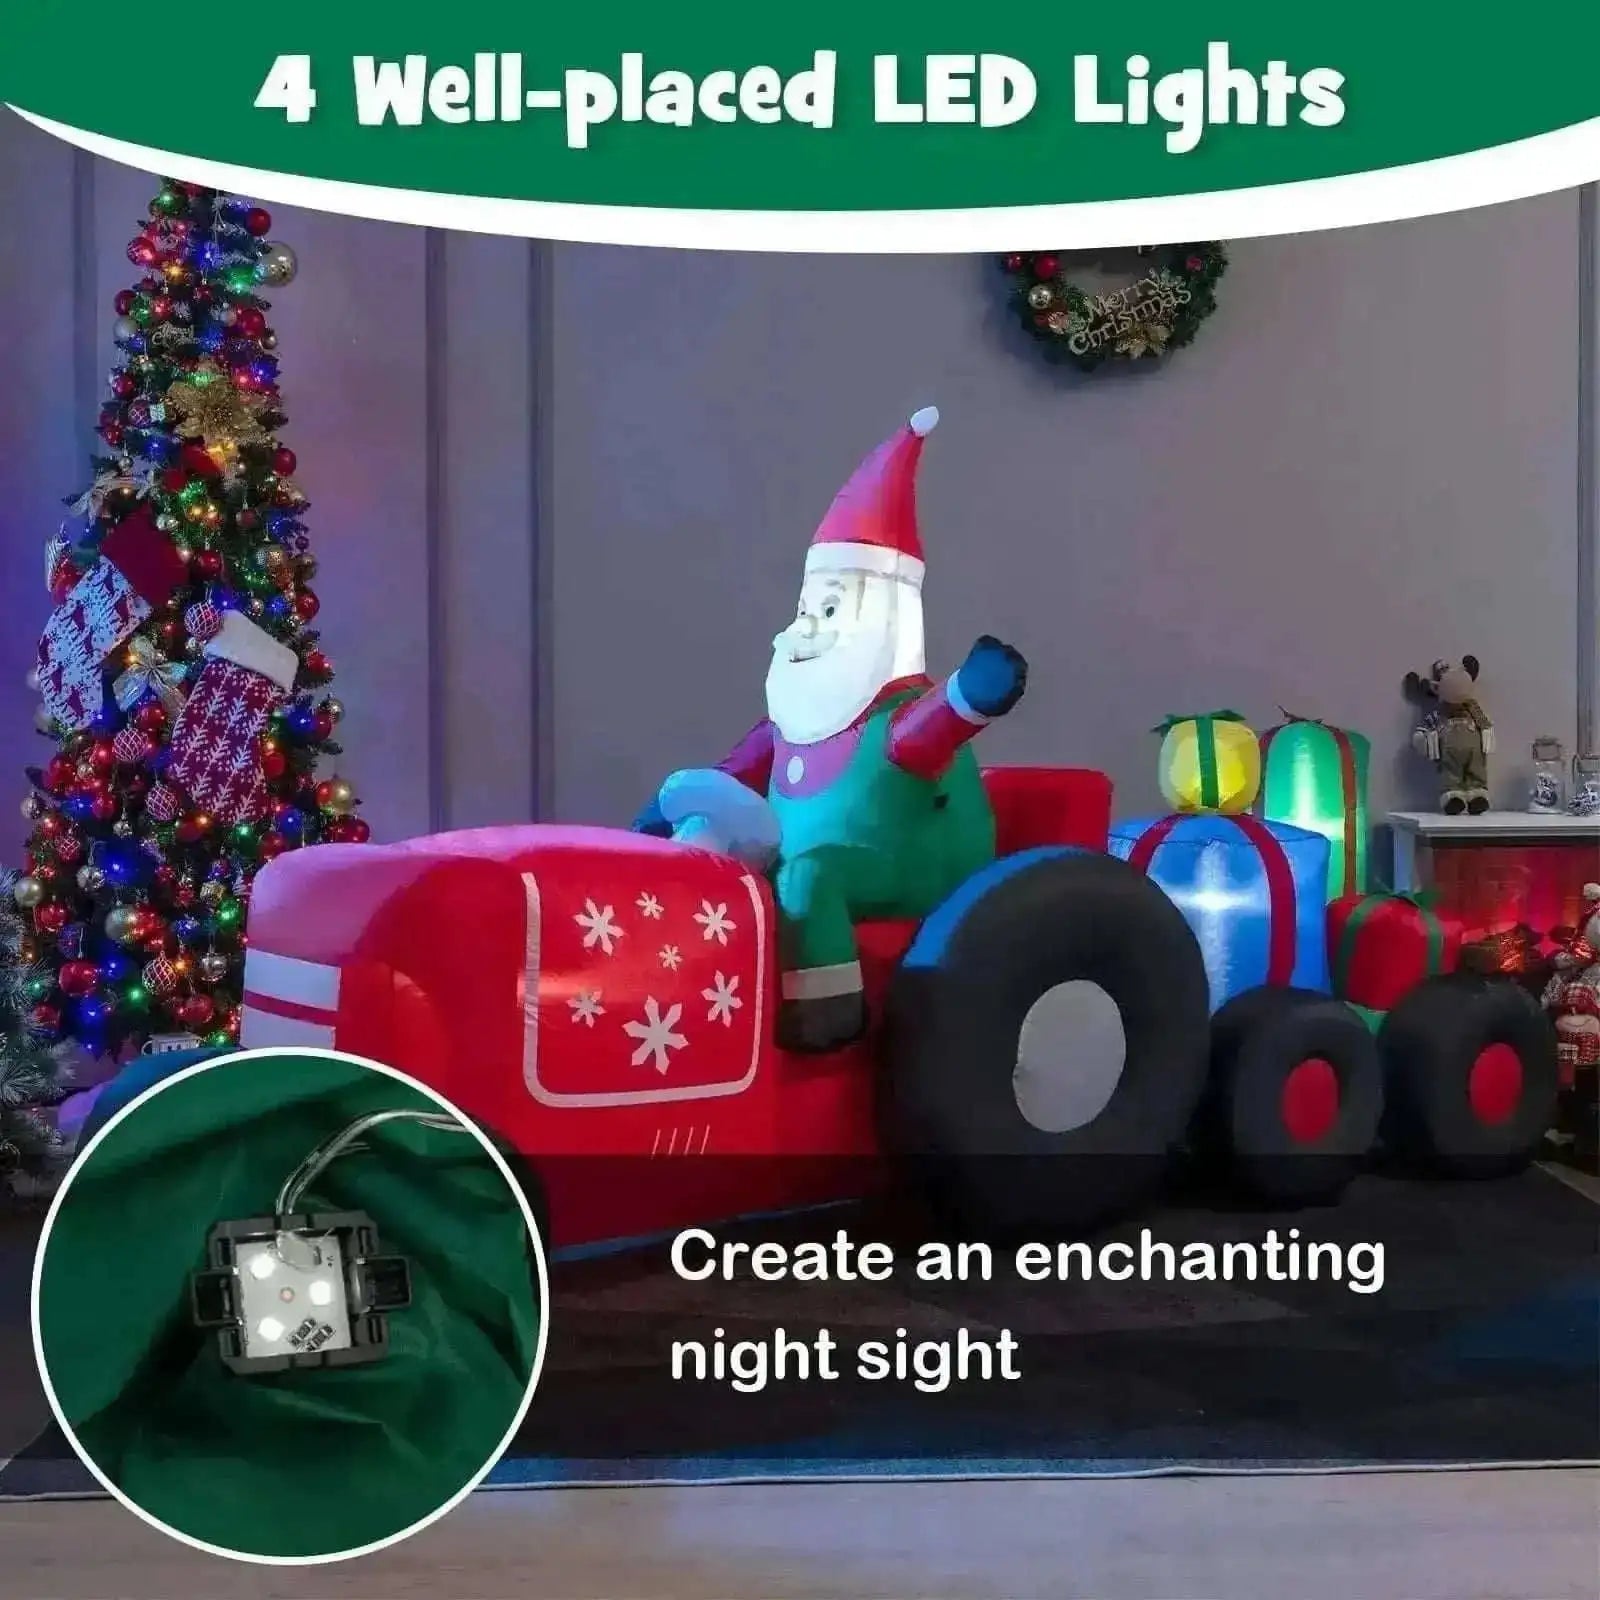 4 Well-placed LED Lights
Merry
Christmas
Create an enchanting
night sight